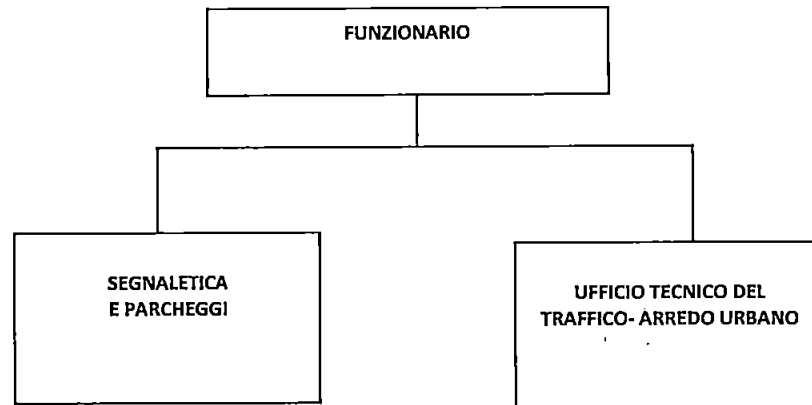 FUNZIONARIO
SEGNALETICA
E PARCHEGGI
UFFICIO TECNICO DEL
TRAFFICO- ARREDO URBANO